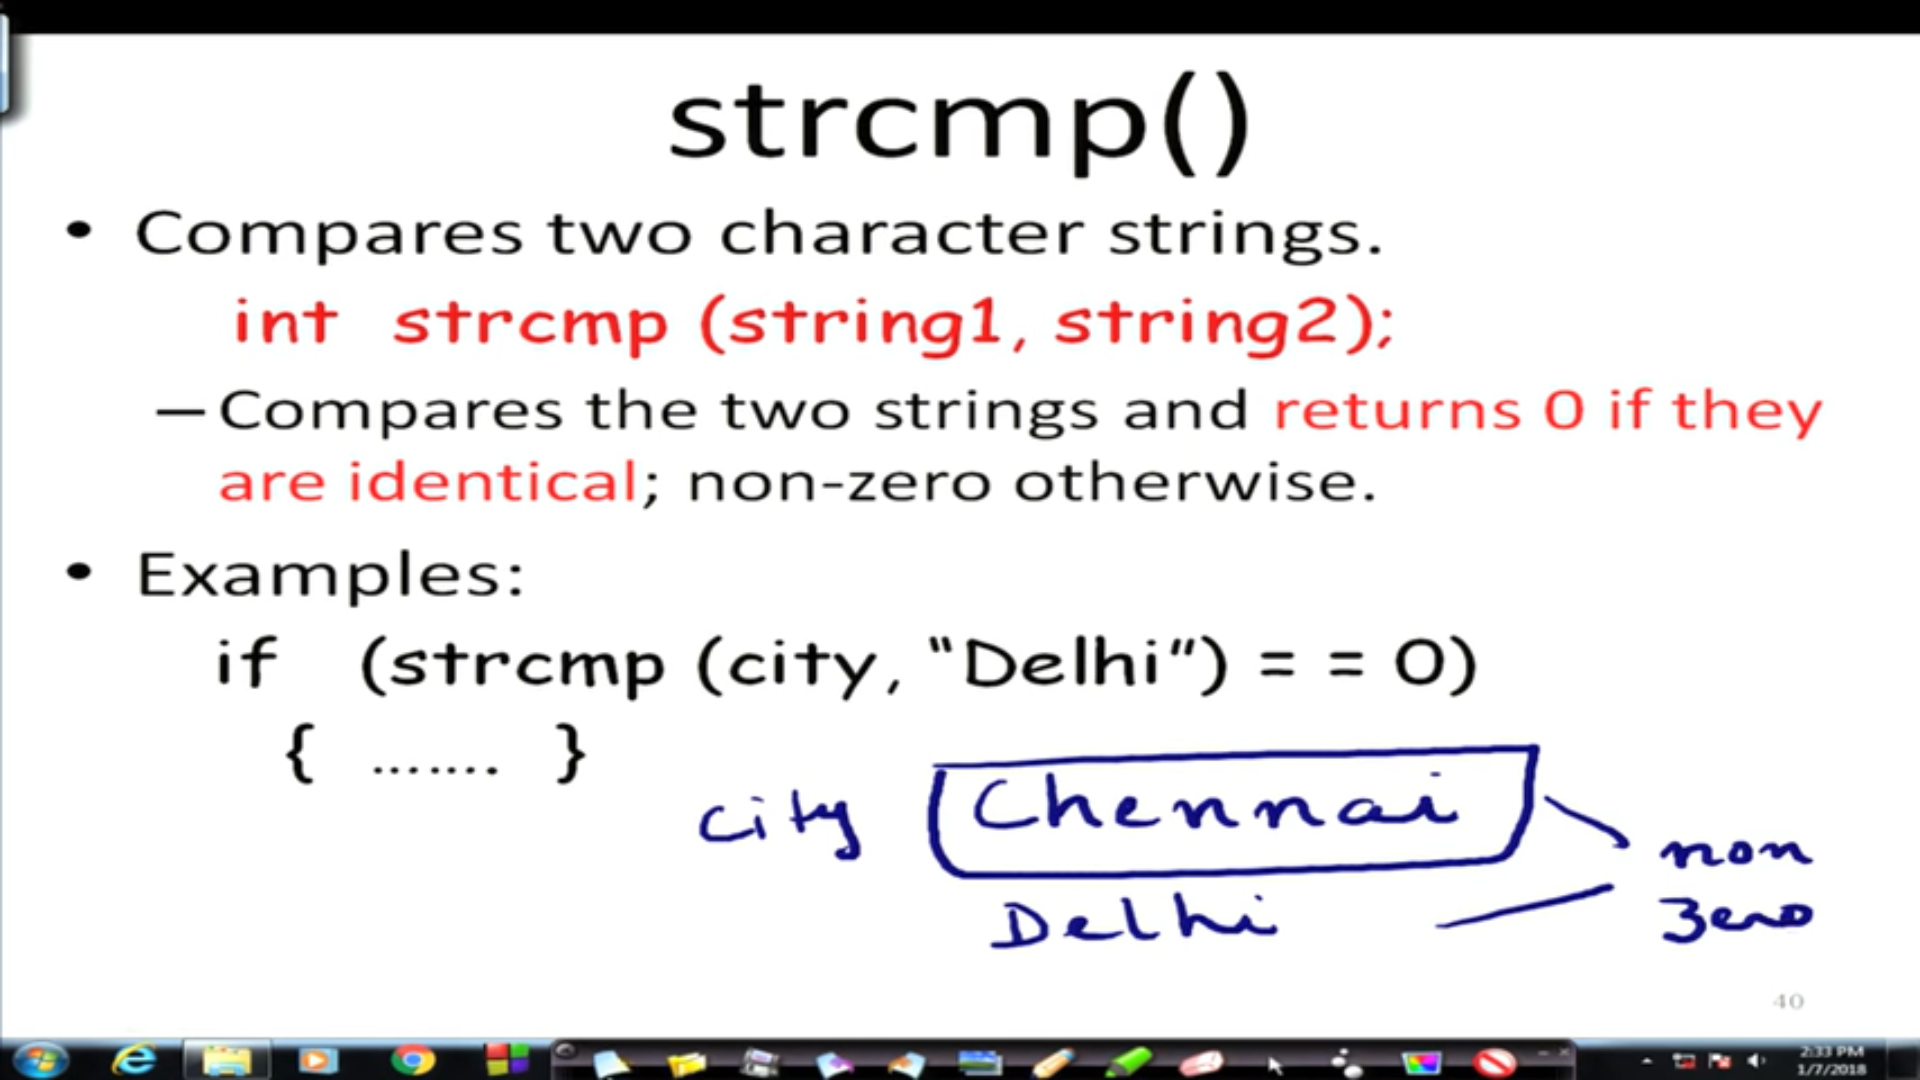 strcmp()
• Compares two character strings.
int strcmp (string1, string2);
– Compares the two strings and returns 0 if they
are identical; non-zero otherwise.
• Examples:
if (strcmp (city, “Delhi”) = = 0)
{ ....... }
city Chennai
non
Delhi
zero
40
2:33 PM
1/7/2018